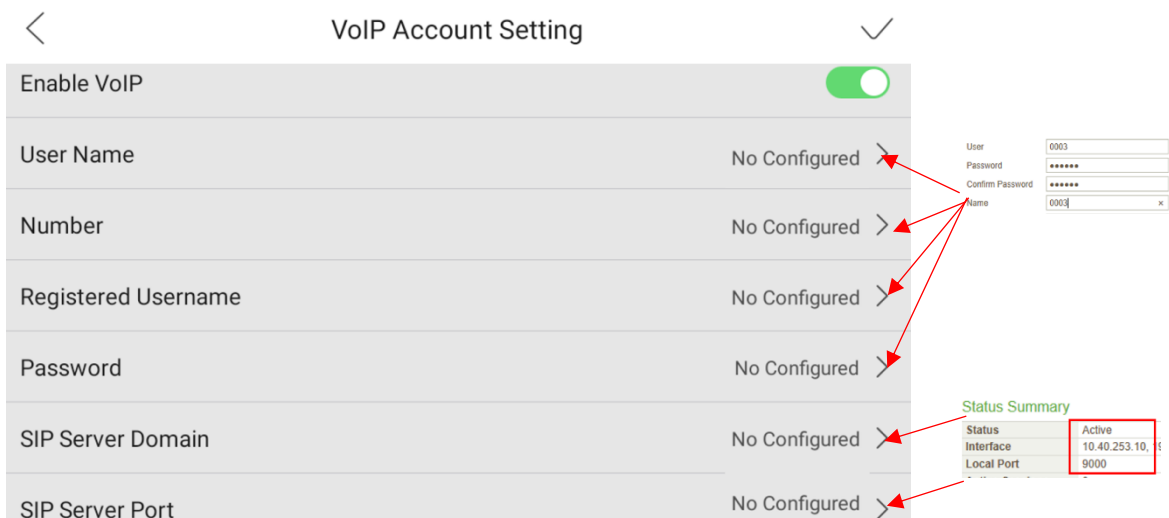 VoIP Account Setting
Enable VoIP
User Name No Configured
Number No Configured
Registered Username No Configured
Password No Configured
SIP Server Domain No Configured
SIP Server Port No Configured
User 0003
Password ••••••
Confirm Password ••••••
Name 0003 ×
Status Summary
Status Active
Interface 10.40.253.10,
Local Port 9000